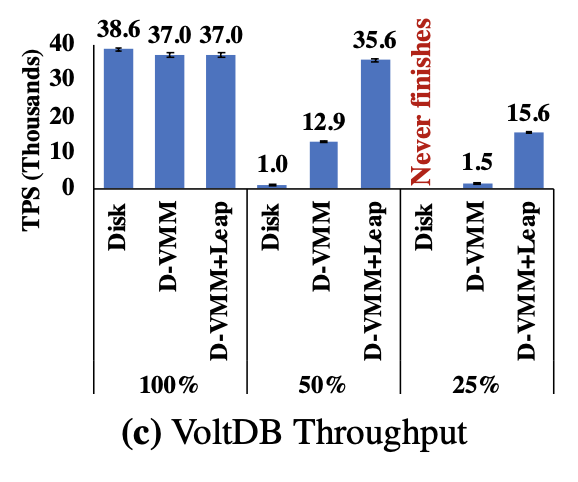 TPS (Thousands)
40
30
20
10
0
38.6
37.0
37.0
1.0
12.9
35.6
Never finishes
1.5
15.6
Disk
D-VMM
D-VMM+Leap
Disk
D-VMM
D-VMM+Leap
Disk
D-VMM
D-VMM+Leap
100%
50%
25%
(c) VoltDB Throughput